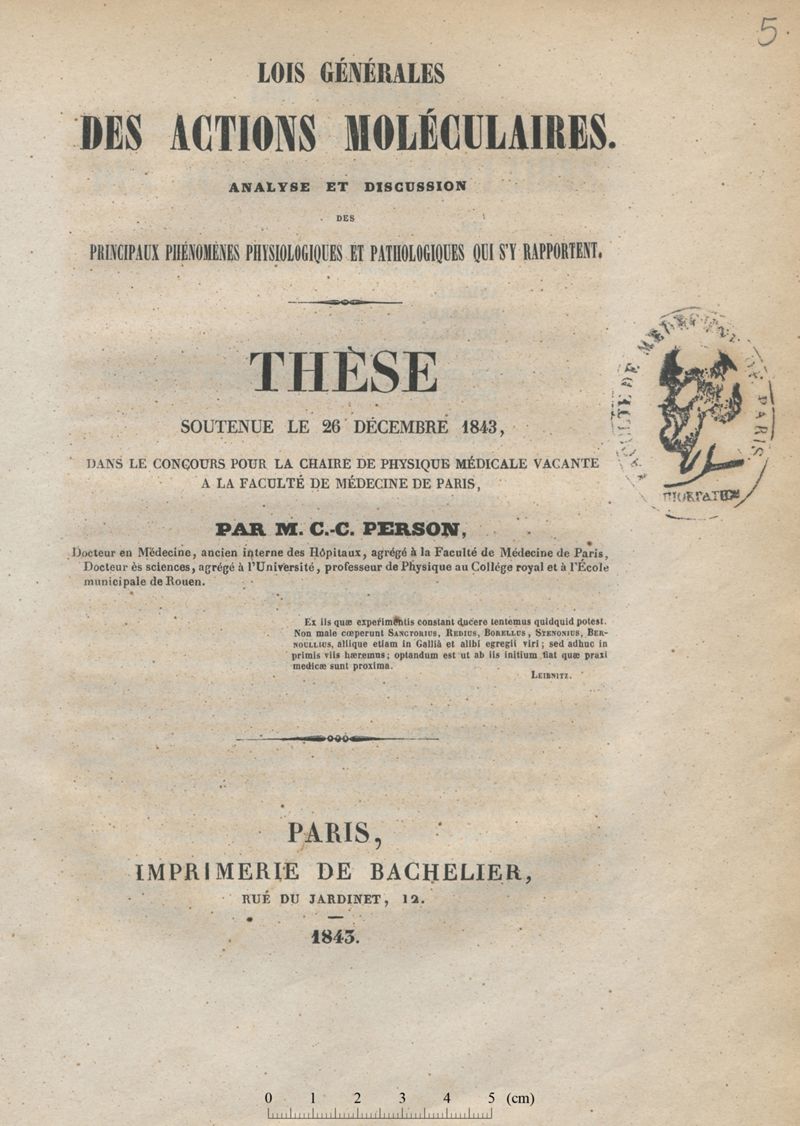 5.
LOIS GÉNÉRALES
DES ACTIONS MOLÉCULAIRES.
ANALYSE ET DISCUSSION
DES
PRINCIPAUX PHÉNOMÈNES PHYSIOLOGIQUES ET PATHOLOGIQUES QUI S'Y RAPPORTENT.
THÈSE
SOUTENUE LE 26 DÉCEMBRE 1843,
DANS LE CONCOURS POUR LA CHAIRE DE PHYSIQUE MÉDICALE VACANTE
A LA FACULTÉ DE MÉDECINE DE PARIS,
FACULTE DE MEDECINE DE PARIS
PAR M. C.-C. PERSON,
Docteur en Médecine, ancien interne des Hôpitaux, agrégé à la Faculté de Médecine de Paris,
Docteur ès sciences, agrégé à l'Université, professeur de Physique au Collége royal et à l'École
municipale de Rouen.
Ex iis quæ experimentis constant ducere tentemus quidquid potest.
Non male cœperunt SANCTORIUS, REDIUS, BORELLUS, STENONIUS, BER-
NOULLIUS, aliique etiam in Galliâ et alibi egregii viri; sed adhuc in
primis viis hæremus; optandum est ut ab iis initium fiat quæ praxi
medicæ sunt proxima.
LEIBNITZ.
PARIS,
IMPRIMERIE DE BACHELIER,
RUE DU JARDINET, 12.
1843.
0 1 2 3 4 5 (cm)